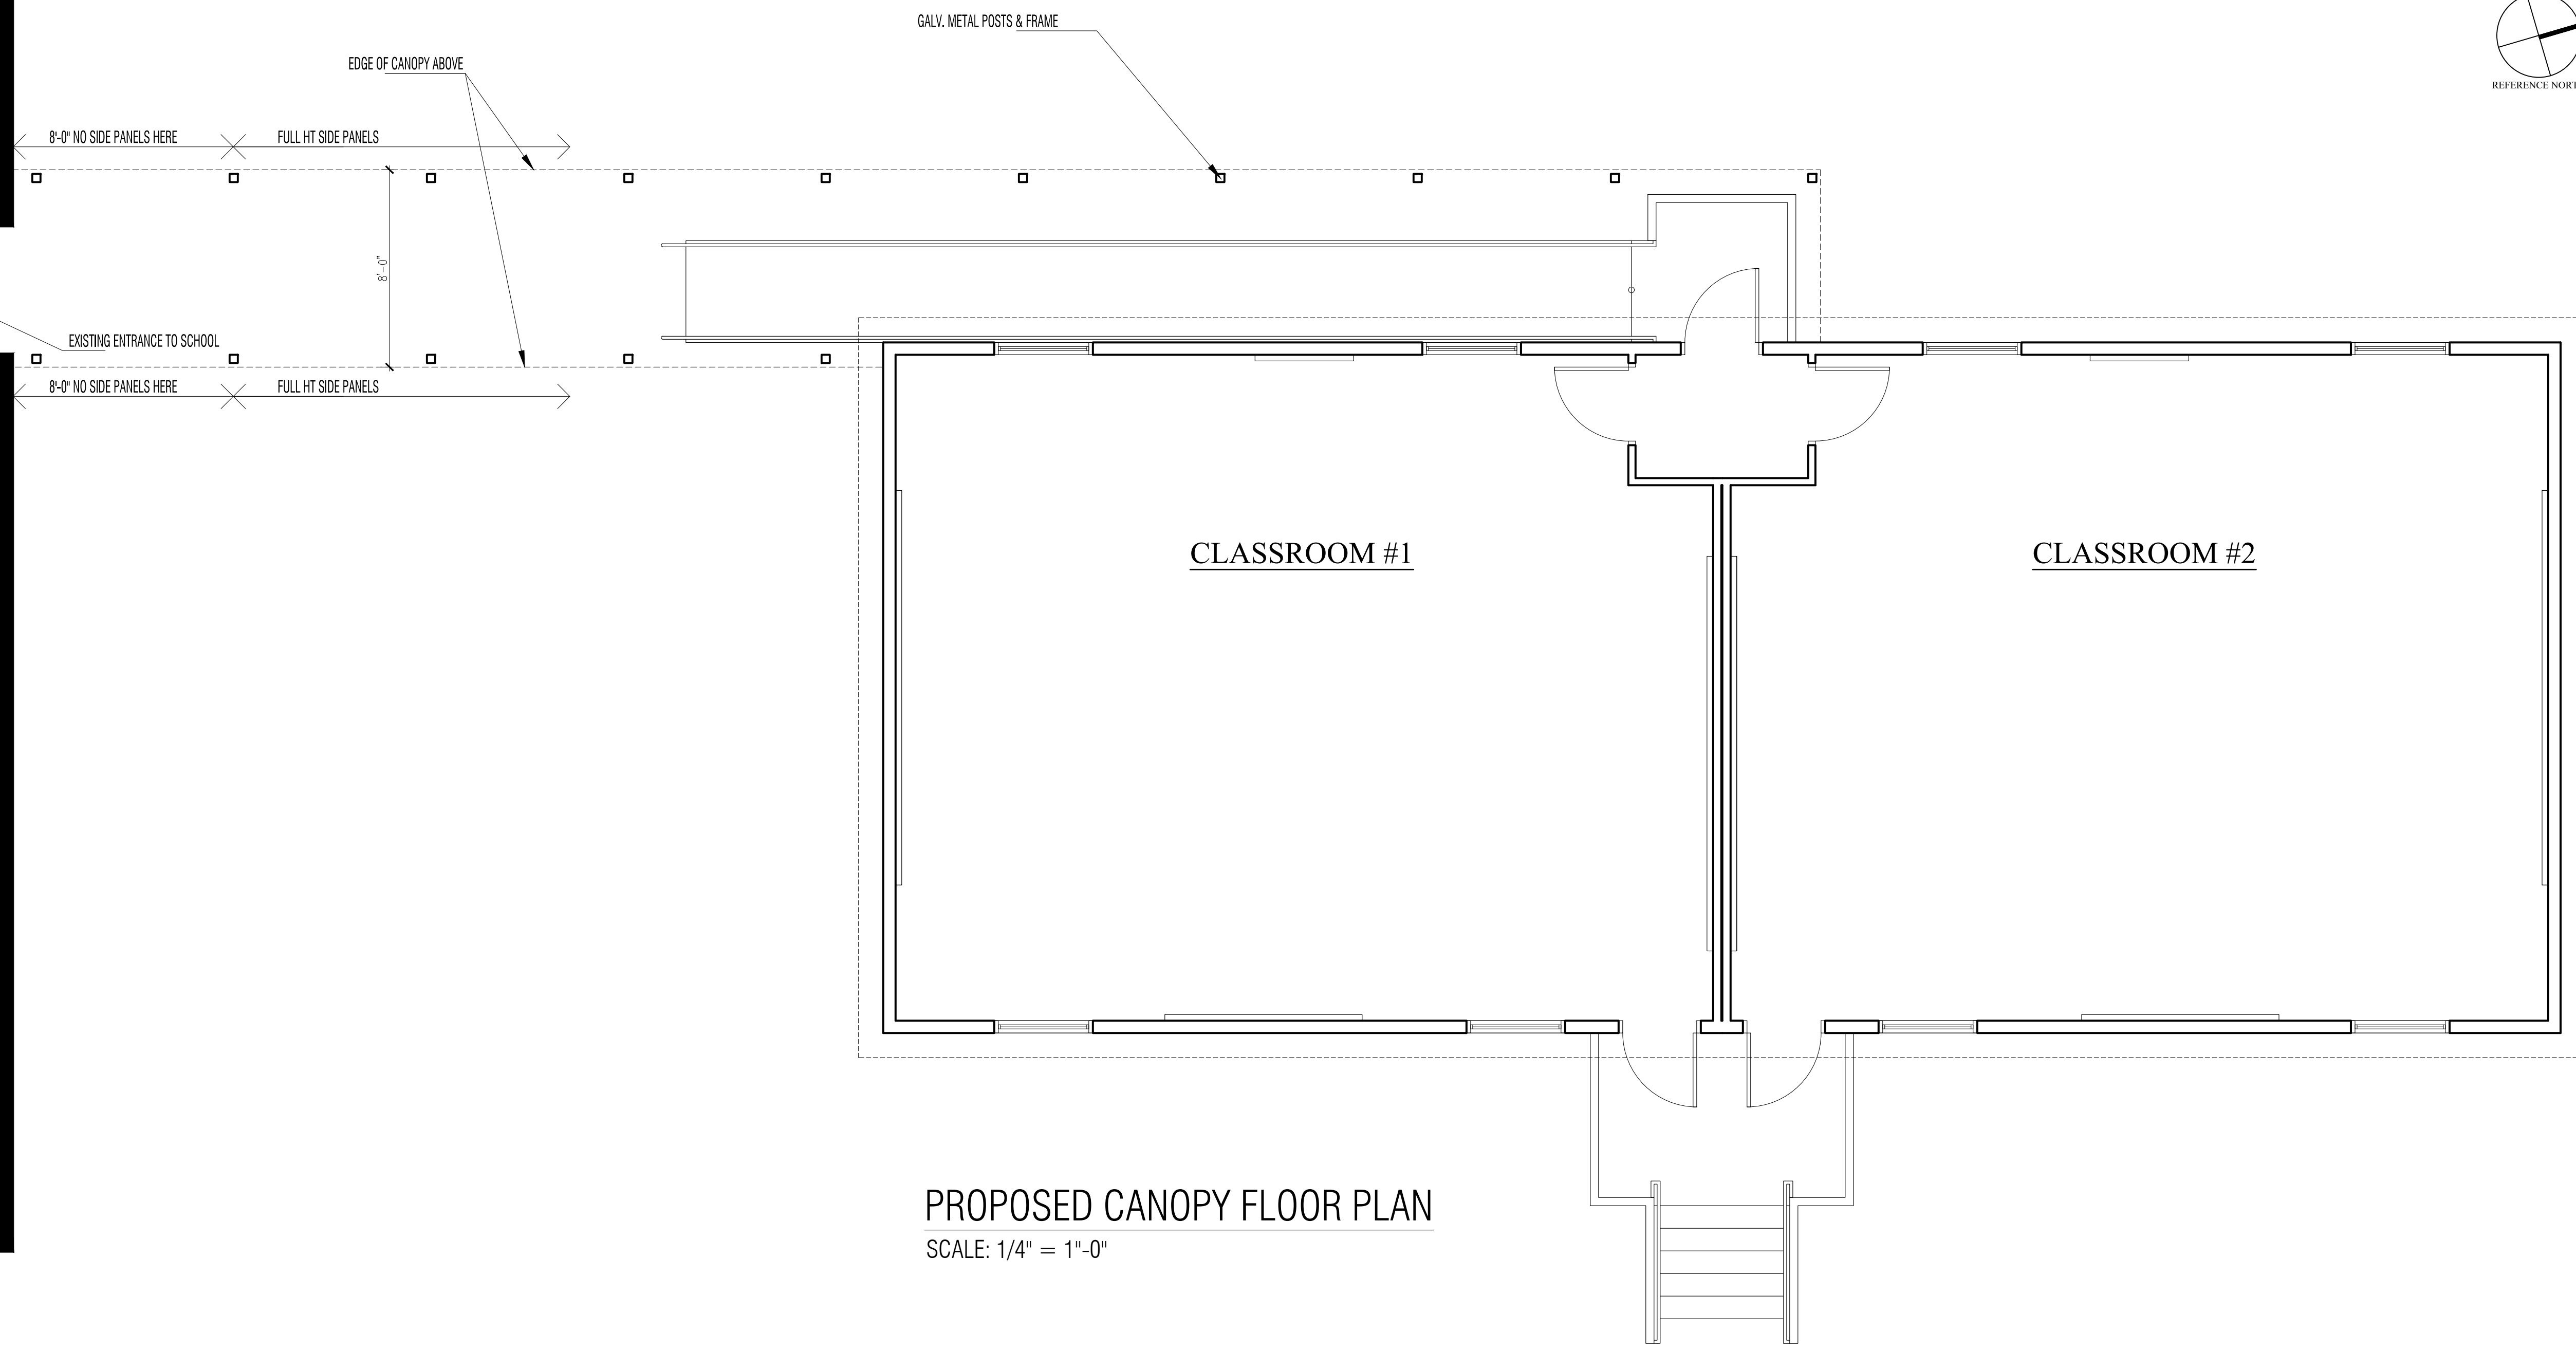 GALV. METAL POSTS & FRAME
EDGE OF CANOPY ABOVE
REFERENCE NORT
8'-0" NO SIDE PANELS HERE
FULL HT SIDE PANELS
8'-0"
EXISTING ENTRANCE TO SCHOOL
8'-0" NO SIDE PANELS HERE
FULL HT SIDE PANELS
CLASSROOM #1
CLASSROOM #2
PROPOSED CANOPY FLOOR PLAN
SCALE: 1/4" = 1"-0"